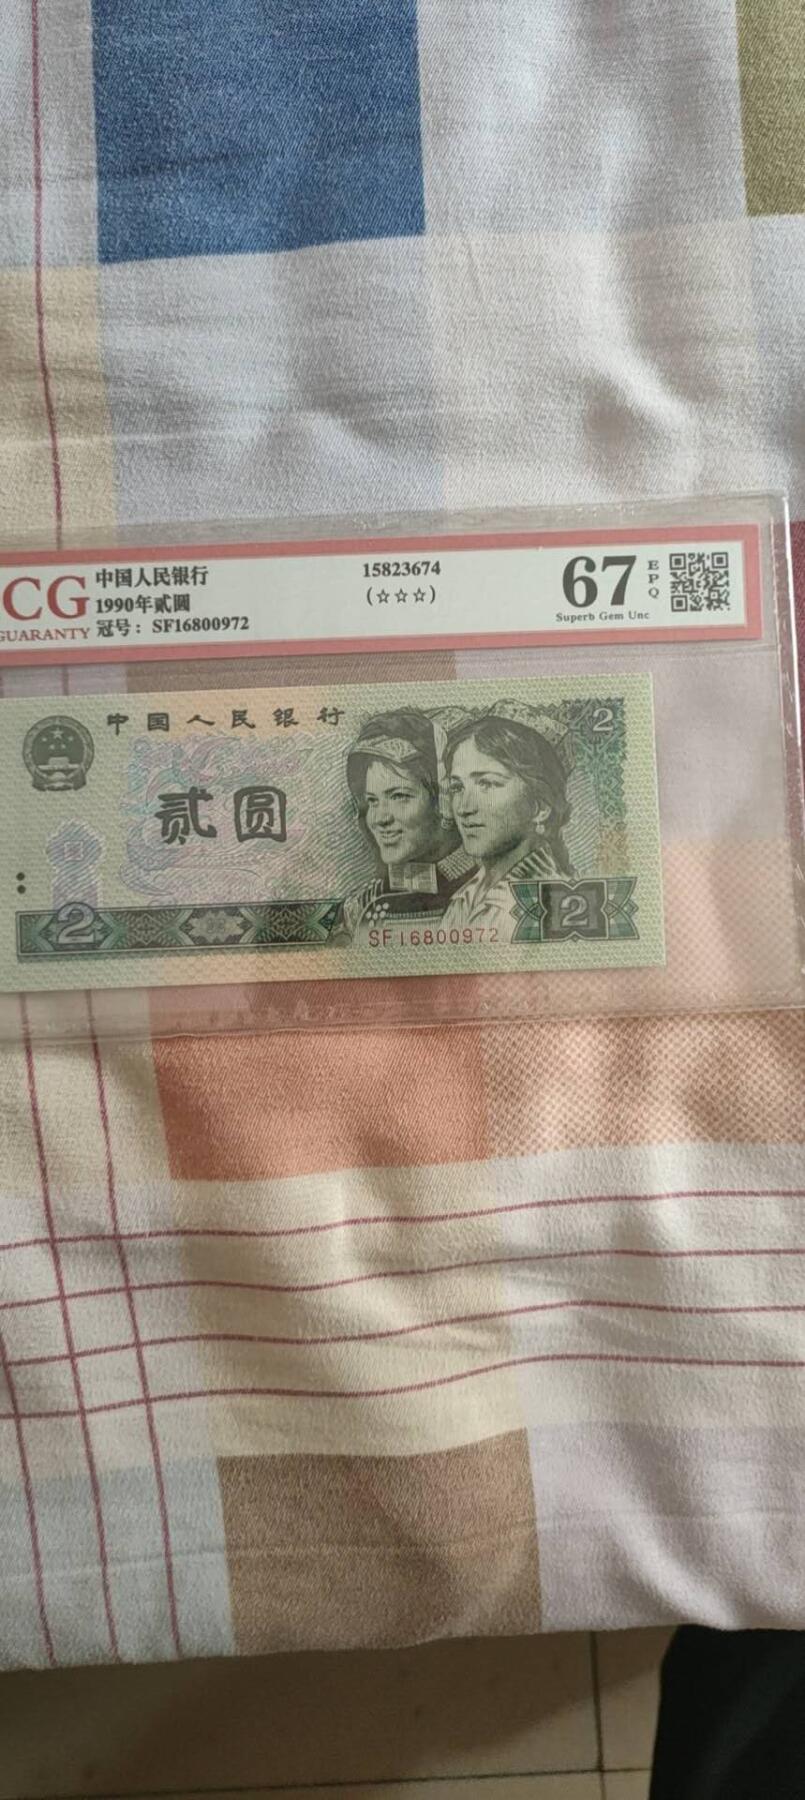 CG
GUARANTY
中国人民银行
1990年贰圆
冠号: SF16800972
15823674
(☆☆☆)
67
EPQ
Superb Gem Unc
中国人民银行
2
贰圆
2
2
SF16800972